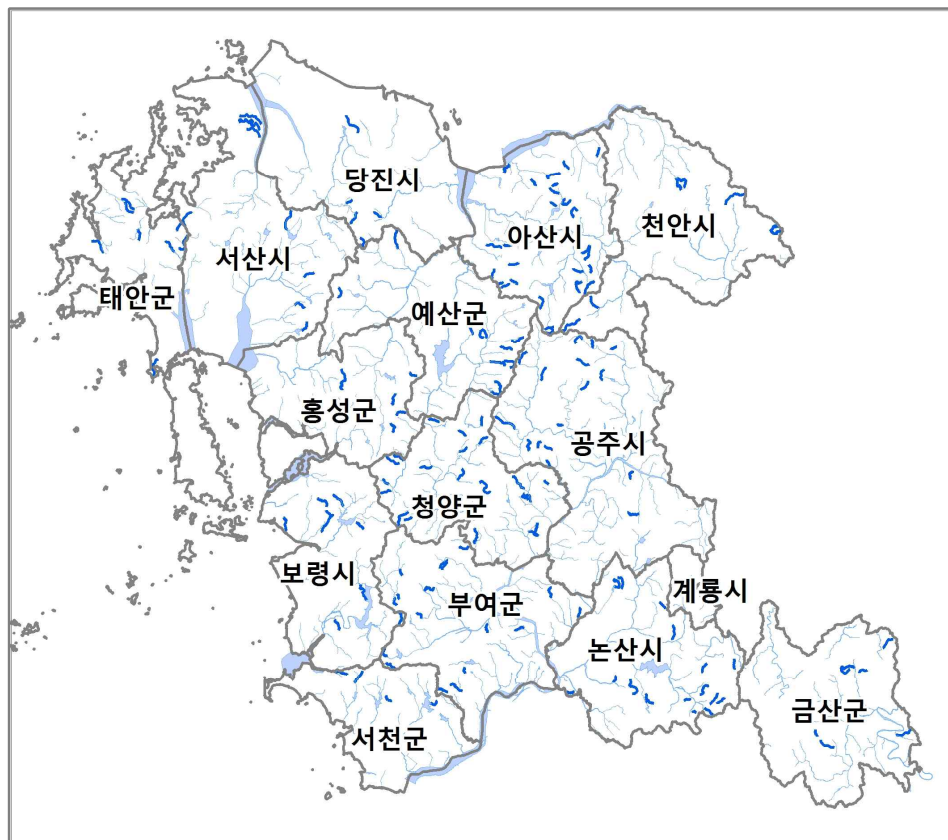 당진시
아산시
천안시
서산시
태안군
예산군
홍성군
공주시
청양군
보령시
부여군
계룡시
논산시
금산군
서천군